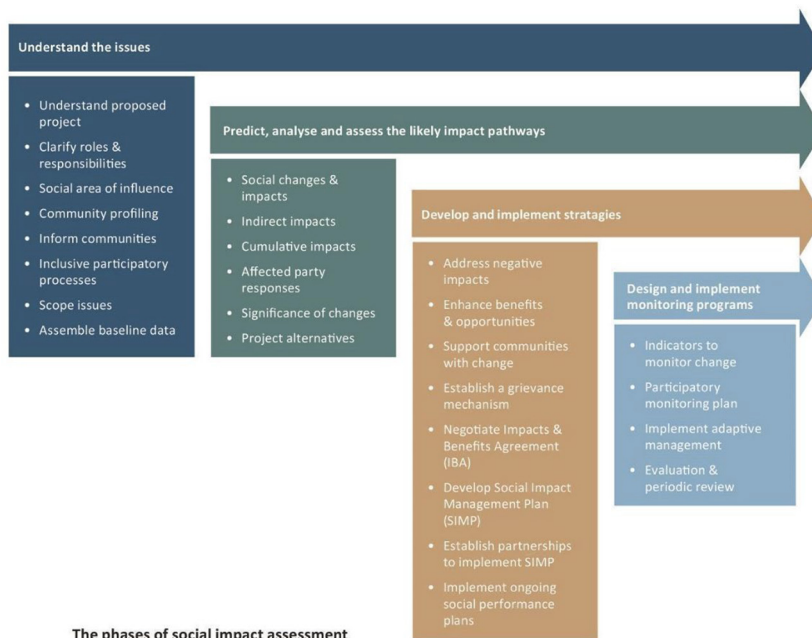 Understand the issues
• Understand proposed
project
• Clarify roles &
responsibilities
• Social area of influence
• Community profiling
• Inform communities
• Inclusive participatory
processes
• Scope issues
• Assemble baseline data
Predict, analyse and assess the likely impact pathways
• Social changes &
impacts
• Indirect impacts
• Cumulative impacts
• Affected party
responses
• Significance of changes
• Project alternatives
Develop and implement stratagies
• Address negative
impacts
• Enhance benefits
& opportunities
• Support communities
with change
• Establish a grievance
mechanism
• Negotiate Impacts &
Benefits Agreement
(IBA)
• Develop Social Impact
Management Plan
(SIMP)
• Establish partnerships
to implement SIMP
• Implement ongoing
social performance
plans
Design and implement
monitoring programs
• Indicators to
monitor change
• Participatory
monitoring plan
• Implement adaptive
management
• Evaluation &
periodic review
The phases of social impact assessment